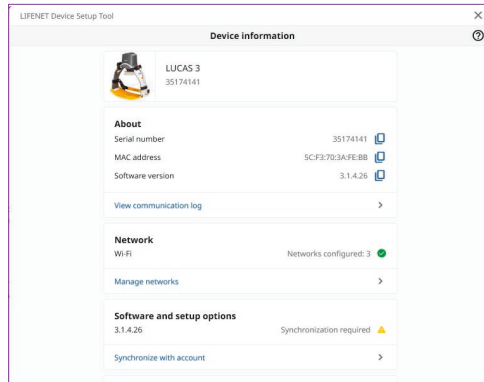 LIFENET Device Setup Tool
Device information
LUCAS 3
35174141
About
Serial number 35174141
MAC address 5C:F3:70:3A:FE:BB
Software version 3.1.4.26
View communication log
Network
Wi-Fi Networks configured: 3
Manage networks
Software and setup options
3.1.4.26 Synchronization required
Synchronize with account